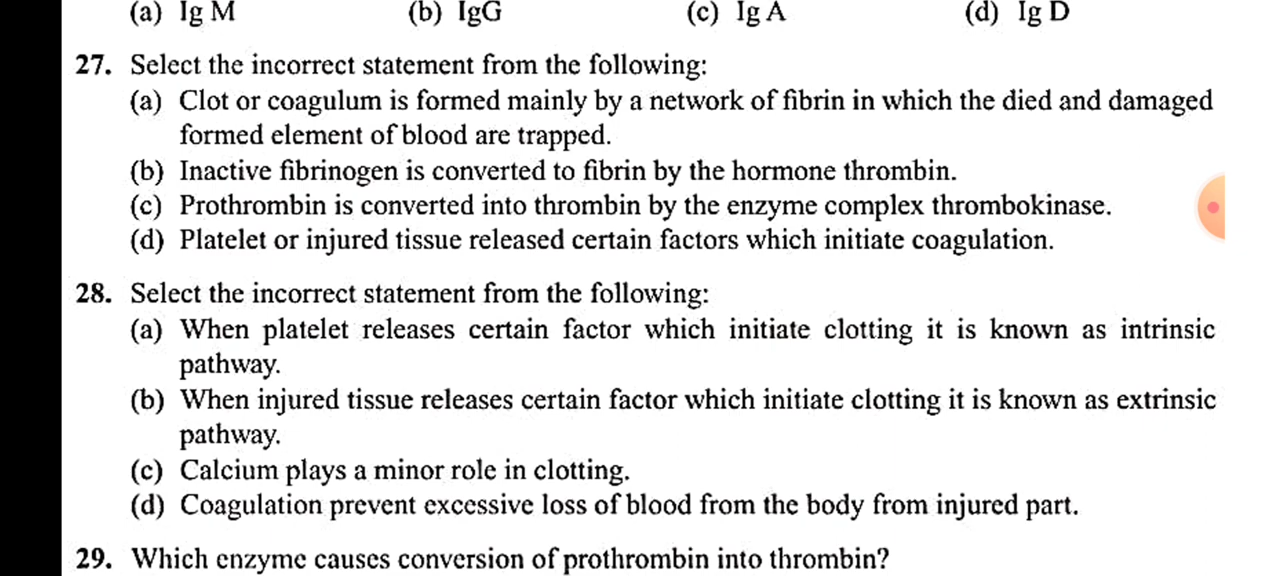 (a) Ig M (b) IgG (c) Ig A (d) Ig D
27. Select the incorrect statement from the following:
(a) Clot or coagulum is formed mainly by a network of fibrin in which the died and damaged
formed element of blood are trapped.
(b) Inactive fibrinogen is converted to fibrin by the hormone thrombin.
(c) Prothrombin is converted into thrombin by the enzyme complex thrombokinase.
(d) Platelet or injured tissue released certain factors which initiate coagulation.
28. Select the incorrect statement from the following:
(a) When platelet releases certain factor which initiate clotting it is known as intrinsic
pathway.
(b) When injured tissue releases certain factor which initiate clotting it is known as extrinsic
pathway.
(c) Calcium plays a minor role in clotting.
(d) Coagulation prevent excessive loss of blood from the body from injured part.
29. Which enzyme causes conversion of prothrombin into thrombin?